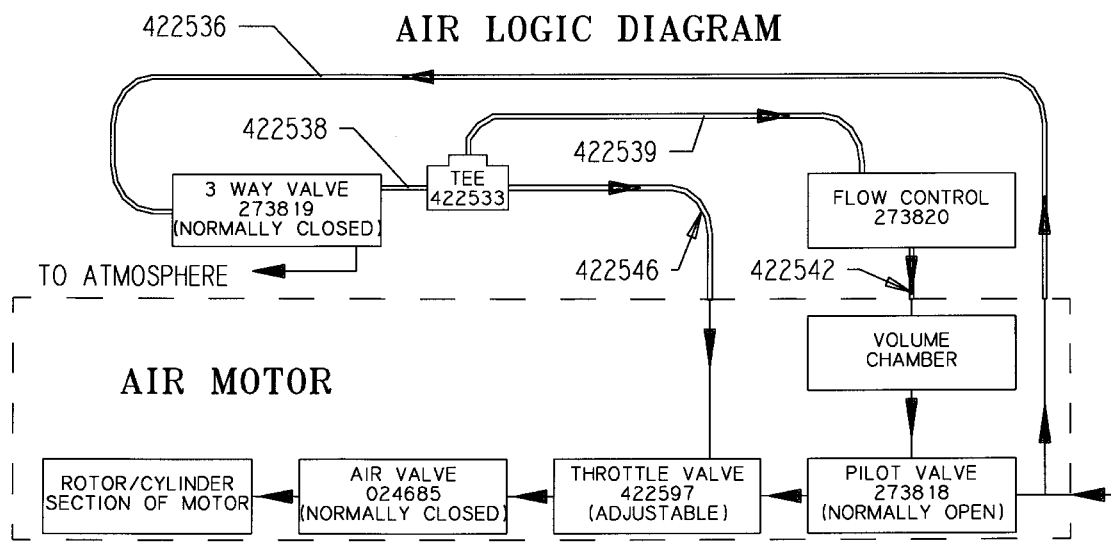 422536
AIR LOGIC DIAGRAM
422538
422539
TEE
422533
3 WAY VALVE
273819
(NORMALLY CLOSED)
FLOW CONTROL
273820
TO ATMOSPHERE
422546
422542
VOLUME
CHAMBER
AIR MOTOR
ROTOR/CYLINDER
SECTION OF MOTOR
AIR VALVE
024685
(NORMALLY CLOSED)
THROTTLE VALVE
422597
(ADJUSTABLE)
PILOT VALVE
273818
(NORMALLY OPEN)